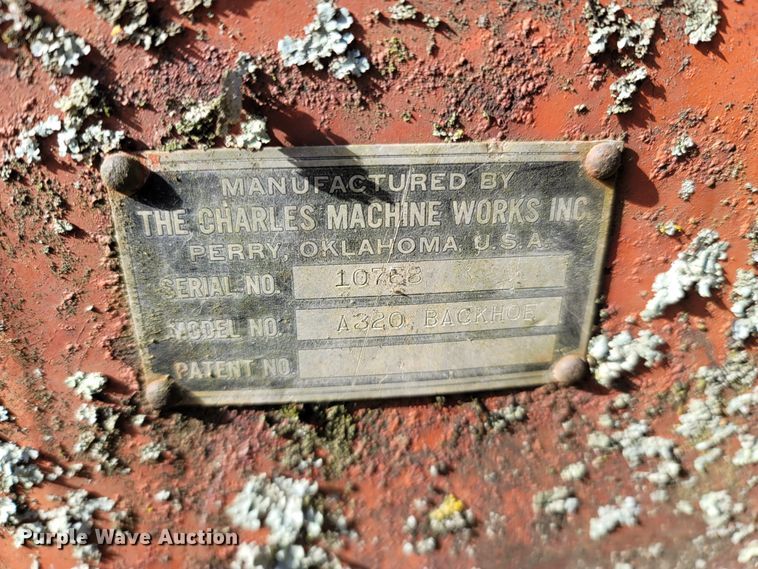 MANUFACTURED BY
THE CHARLES MACHINE WORKS INC
PERRY, OKLAHOMA, U.S.A.
SERIAL NO.
MODEL NO. A320 BACKHOE
PATENT NO.
Purple Wave Auction